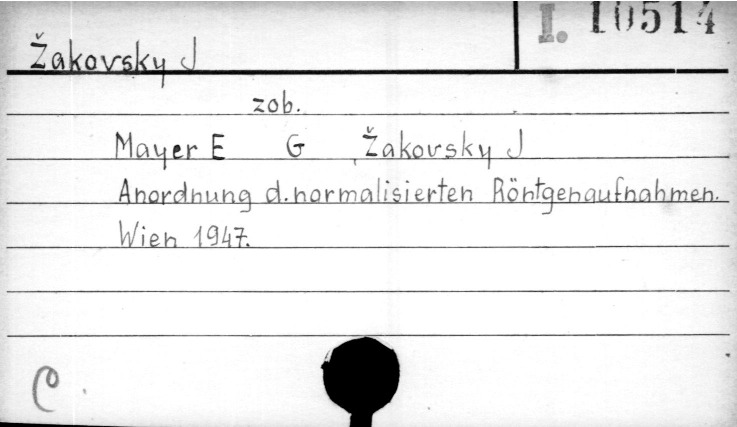 I. 10514
Žakovsky J
zob.
Mayer E G , Žakovsky J
Anordnung d. normalisierten Röntgenaufnahmen.
Wien 1947.
C